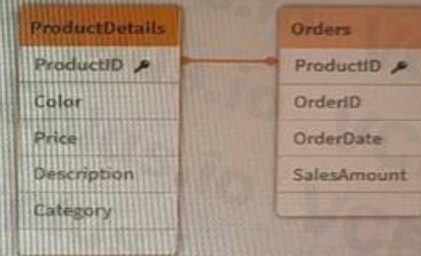 ProductDetails
ProductID
Color
Price
Description
Category
Orders
ProductID
OrderID
OrderDate
SalesAmount